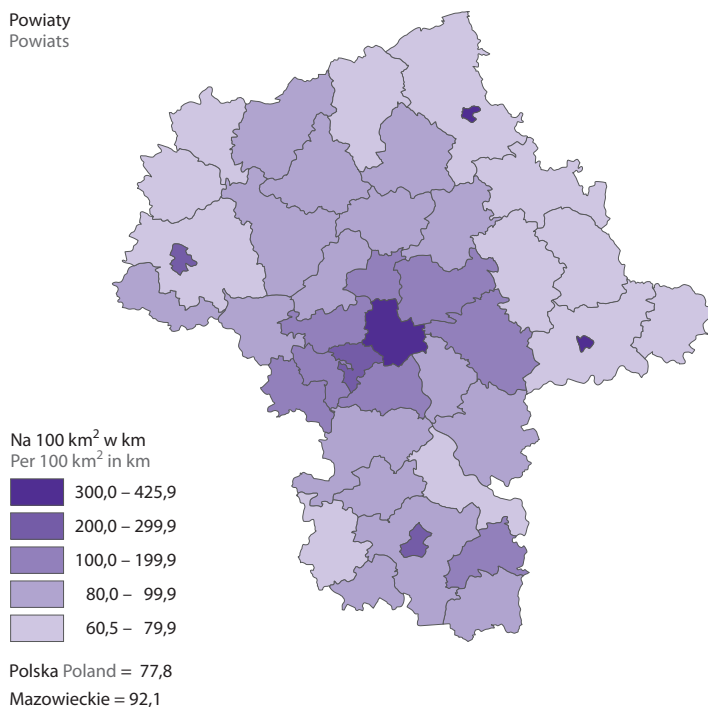 Powiaty
Powiats
Na 100 km² w km
Per 100 km² in km
300,0 – 425,9
200,0 – 299,9
100,0 – 199,9
80,0 – 99,9
60,5 – 79,9
Polska Poland = 77,8
Mazowieckie = 92,1